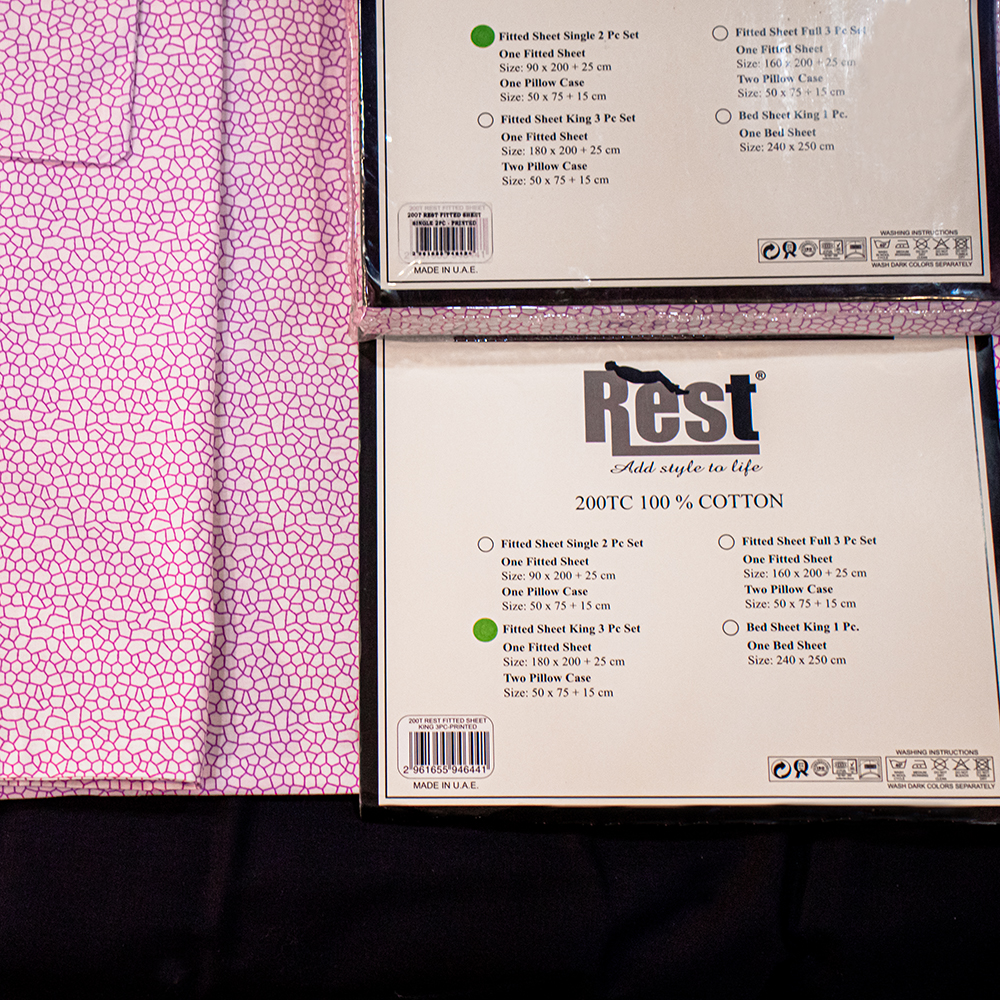 Fitted Sheet Single 2 Pc Set
One Fitted Sheet
Size: 90 x 200 + 25 cm
One Pillow Case
Size: 50 x 75 + 15 cm
Fitted Sheet Full 3 Pc Set
One Fitted Sheet
Size: 160 x 200 + 25 cm
Two Pillow Case
Size: 50 x 75 + 15 cm
Fitted Sheet King 3 Pc Set
One Fitted Sheet
Size: 180 x 200 + 25 cm
Two Pillow Case
Size: 50 x 75 + 15 cm
Bed Sheet King 1 Pc.
One Bed Sheet
Size: 240 x 250 cm
200T REST FITTED SHEET
SINGLE 2PC - PRINTED
MADE IN U.A.E.
WASHING INSTRUCTIONS
WASH DARK COLORS SEPARATELY
Rest®
Add style to life
200TC 100 % COTTON
Fitted Sheet Single 2 Pc Set
One Fitted Sheet
Size: 90 x 200 + 25 cm
One Pillow Case
Size: 50 x 75 + 15 cm
Fitted Sheet Full 3 Pc Set
One Fitted Sheet
Size: 160 x 200 + 25 cm
Two Pillow Case
Size: 50 x 75 + 15 cm
Fitted Sheet King 3 Pc Set
One Fitted Sheet
Size: 180 x 200 + 25 cm
Two Pillow Case
Size: 50 x 75 + 15 cm
Bed Sheet King 1 Pc.
One Bed Sheet
Size: 240 x 250 cm
200T REST FITTED SHEET
KING 3PC-PRINTED
2 961655 946441
MADE IN U.A.E.
WASHING INSTRUCTIONS
WASH DARK COLORS SEPARATELY